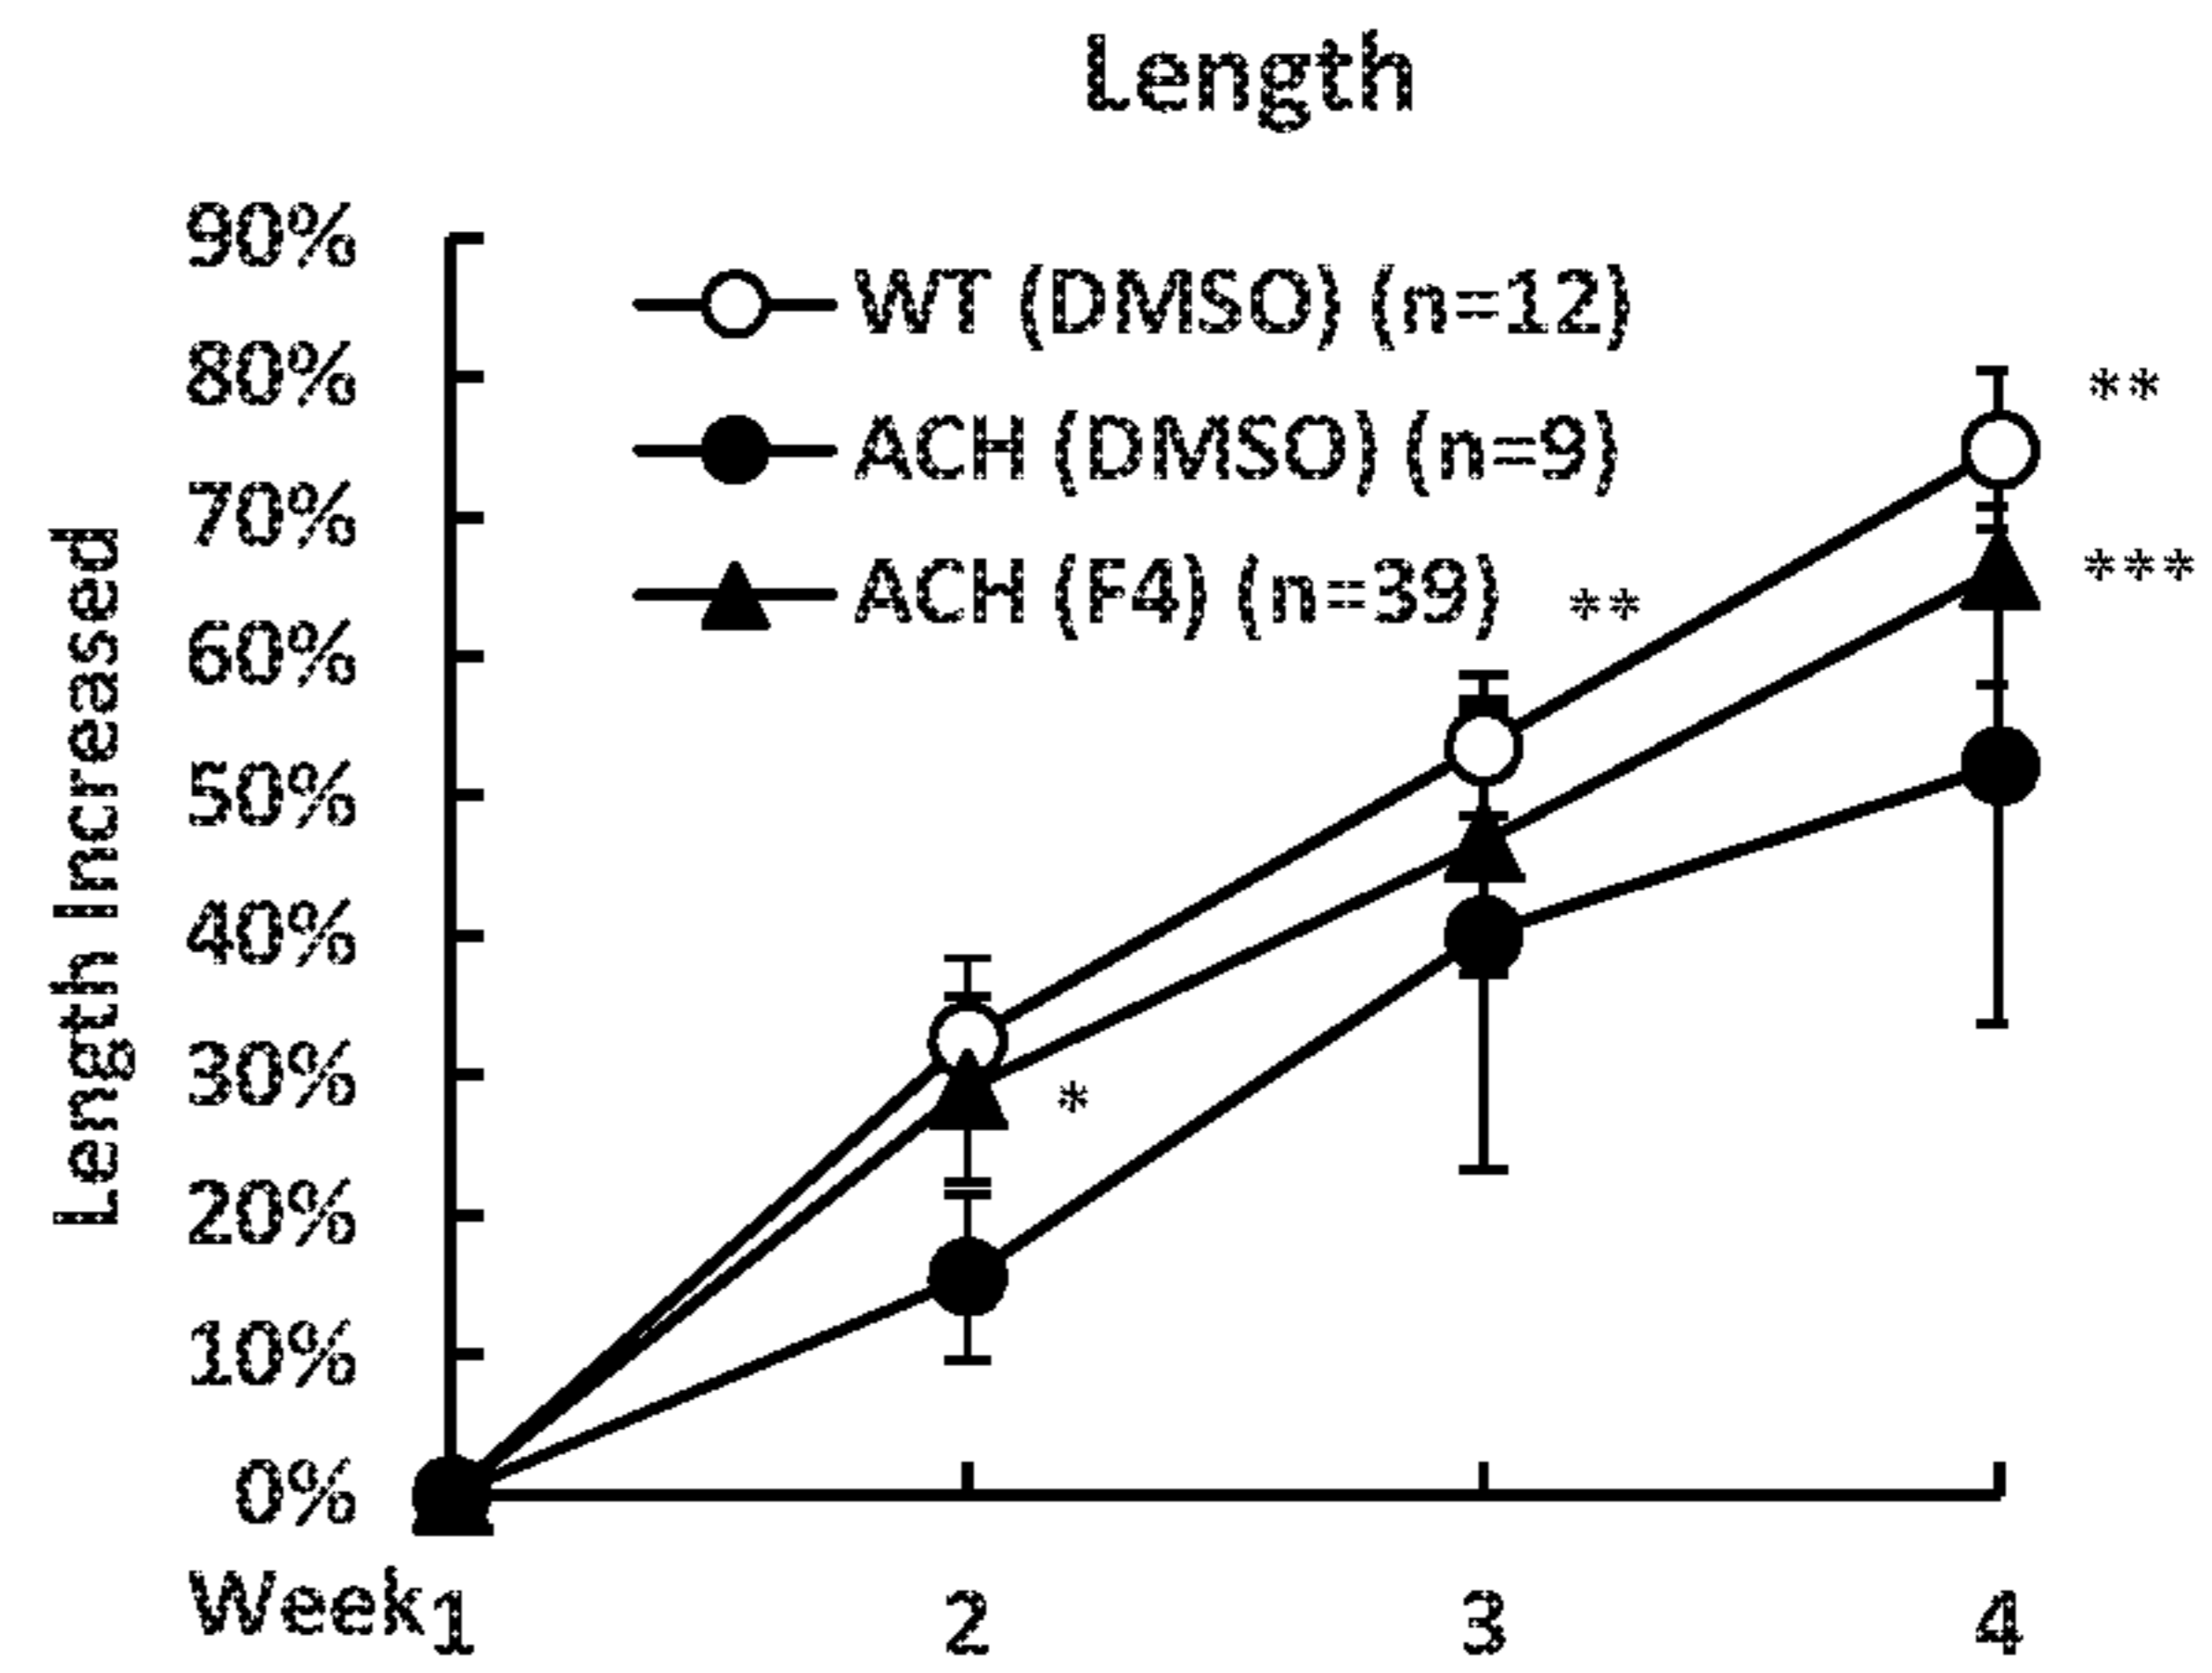 Length
Length Increased
90%
80%
70%
60%
50%
40%
30%
20%
10%
0%
WT (DMSO) (n=12)
ACH (DMSO) (n=9)
ACH (F4) (n=39)
**
**
***
*
Week 1 2 3 4